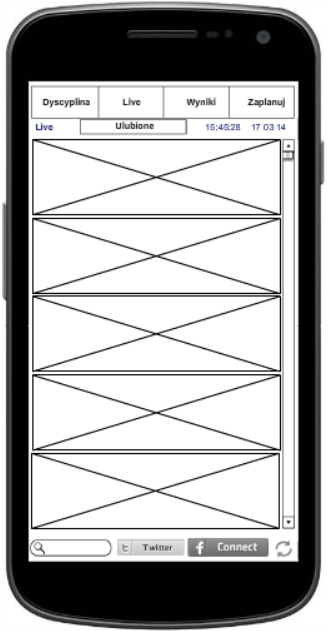 Dyscyplina Live Wyniki Zaplanuj
Live Ulubione 15:45:28 17 03 14
t Twitter f Connect